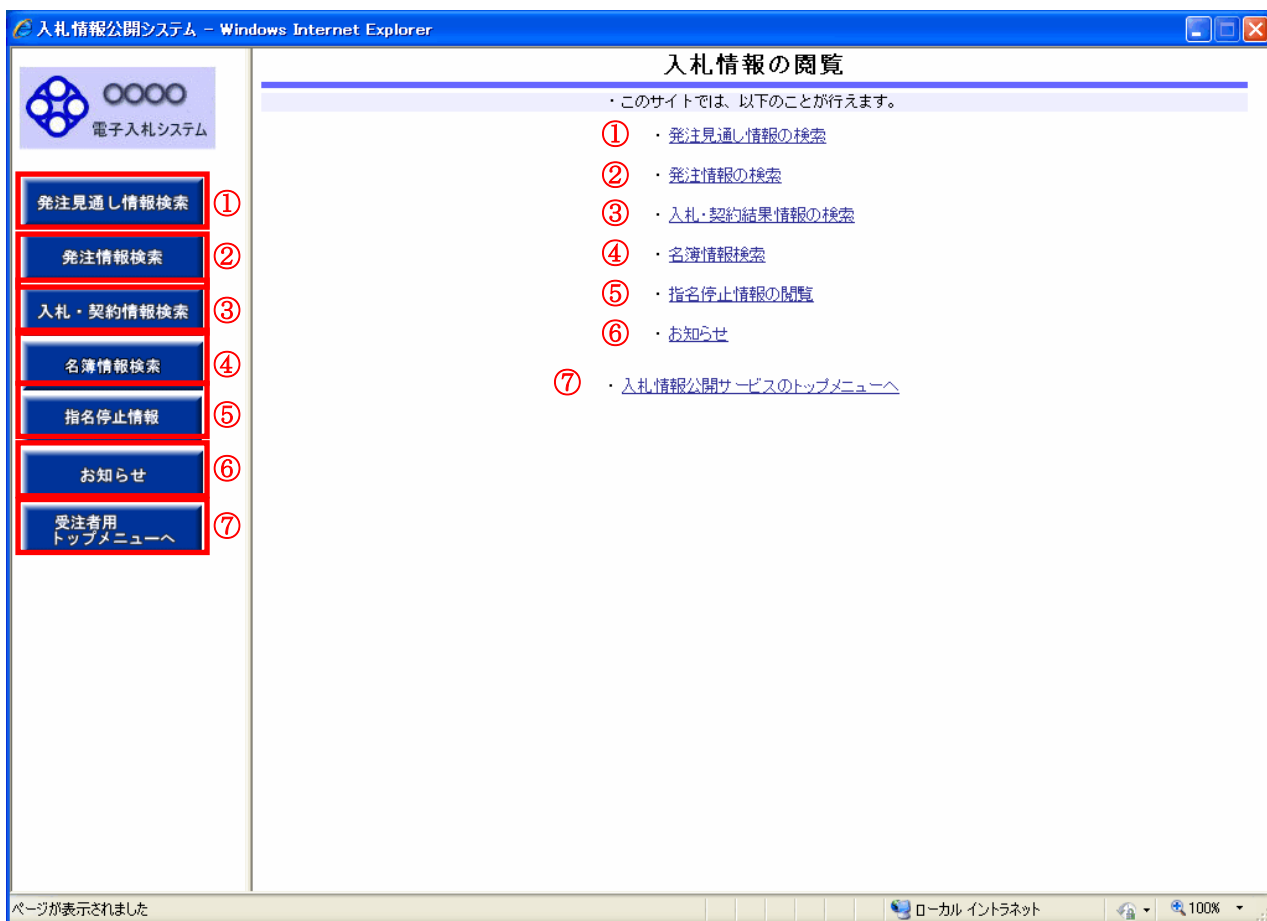 入札情報公開システム - Windows Internet Explorer
〇〇〇〇
電子入札システム
発注見通し情報検索 ①
発注情報検索 ②
入札・契約情報検索 ③
名簿情報検索 ④
指名停止情報 ⑤
お知らせ ⑥
受注者用
トップメニューへ ⑦
入札情報の閲覧
・このサイトでは、以下のことが行えます。
① ・発注見通し情報の検索
② ・発注情報の検索
③ ・入札・契約結果情報の検索
④ ・名簿情報検索
⑤ ・指名停止情報の閲覧
⑥ ・お知らせ
⑦ ・入札情報公開サービスのトップメニューへ
ページが表示されました
ローカル イントラネット
100%